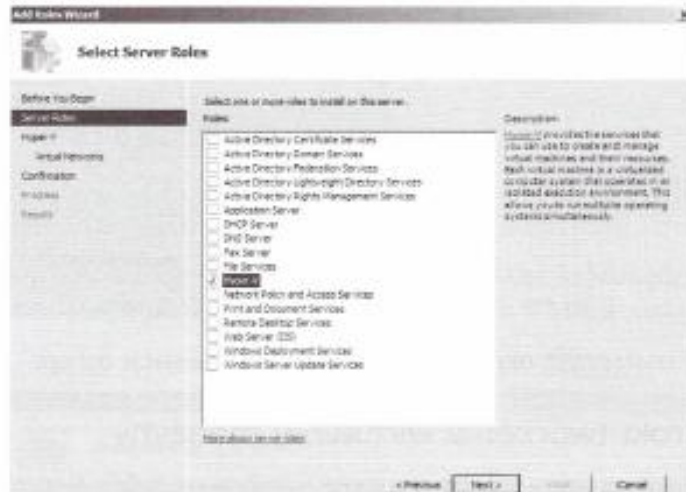 Add Roles Wizard
Select Server Roles
Before You Begin
Server Roles
Hyper-V
Virtual Networks
Confirmation
Progress
Results
Select one or more roles to install on this server.
Roles:
Active Directory Certificate Services
Active Directory Domain Services
Active Directory Federation Services
Active Directory Lightweight Directory Services
Active Directory Rights Management Services
Application Server
DHCP Server
DNS Server
Fax Server
File Services
Hyper-V
Network Policy and Access Services
Print and Document Services
Remote Desktop Services
Web Server (IIS)
Windows Deployment Services
Windows Server Update Services
More about server roles
Description:
Hyper-V provides the services that
you can use to create and manage
virtual machines and their resources.
Each virtual machine is a virtualized
computer system that operates in an
isolated execution environment. This
allows you to run multiple operating
systems simultaneously.
< Previous
Next >
Cancel